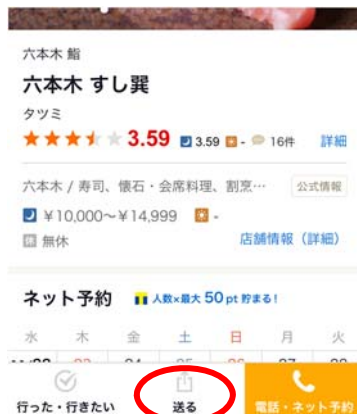 六本木 鮨
六本木 すし巽
タツミ
3.59 3.59 - 16件 詳細
六本木 / 寿司、懐石・会席料理、割烹… 公式情報
¥10,000~¥14,999 -
休 無休 店舗情報(詳細)
ネット予約 人数×最大 50 pt 貯まる!
水 木 金 土 日 月 火
行った・行きたい 送る 電話・ネット予約